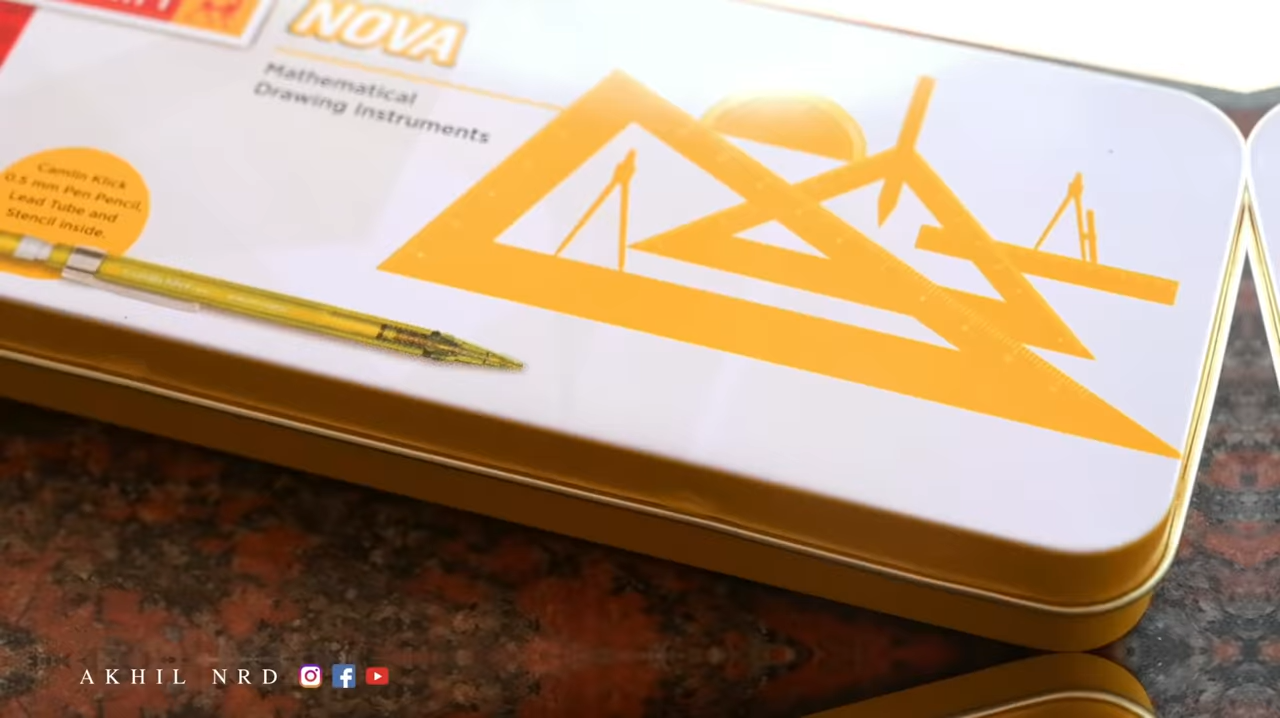 NOVA
Mathematical
Drawing Instruments
Camlin Klick
0.5 mm Pen Pencil,
Lead Tube and
Stencil inside.
AKHIL NRD